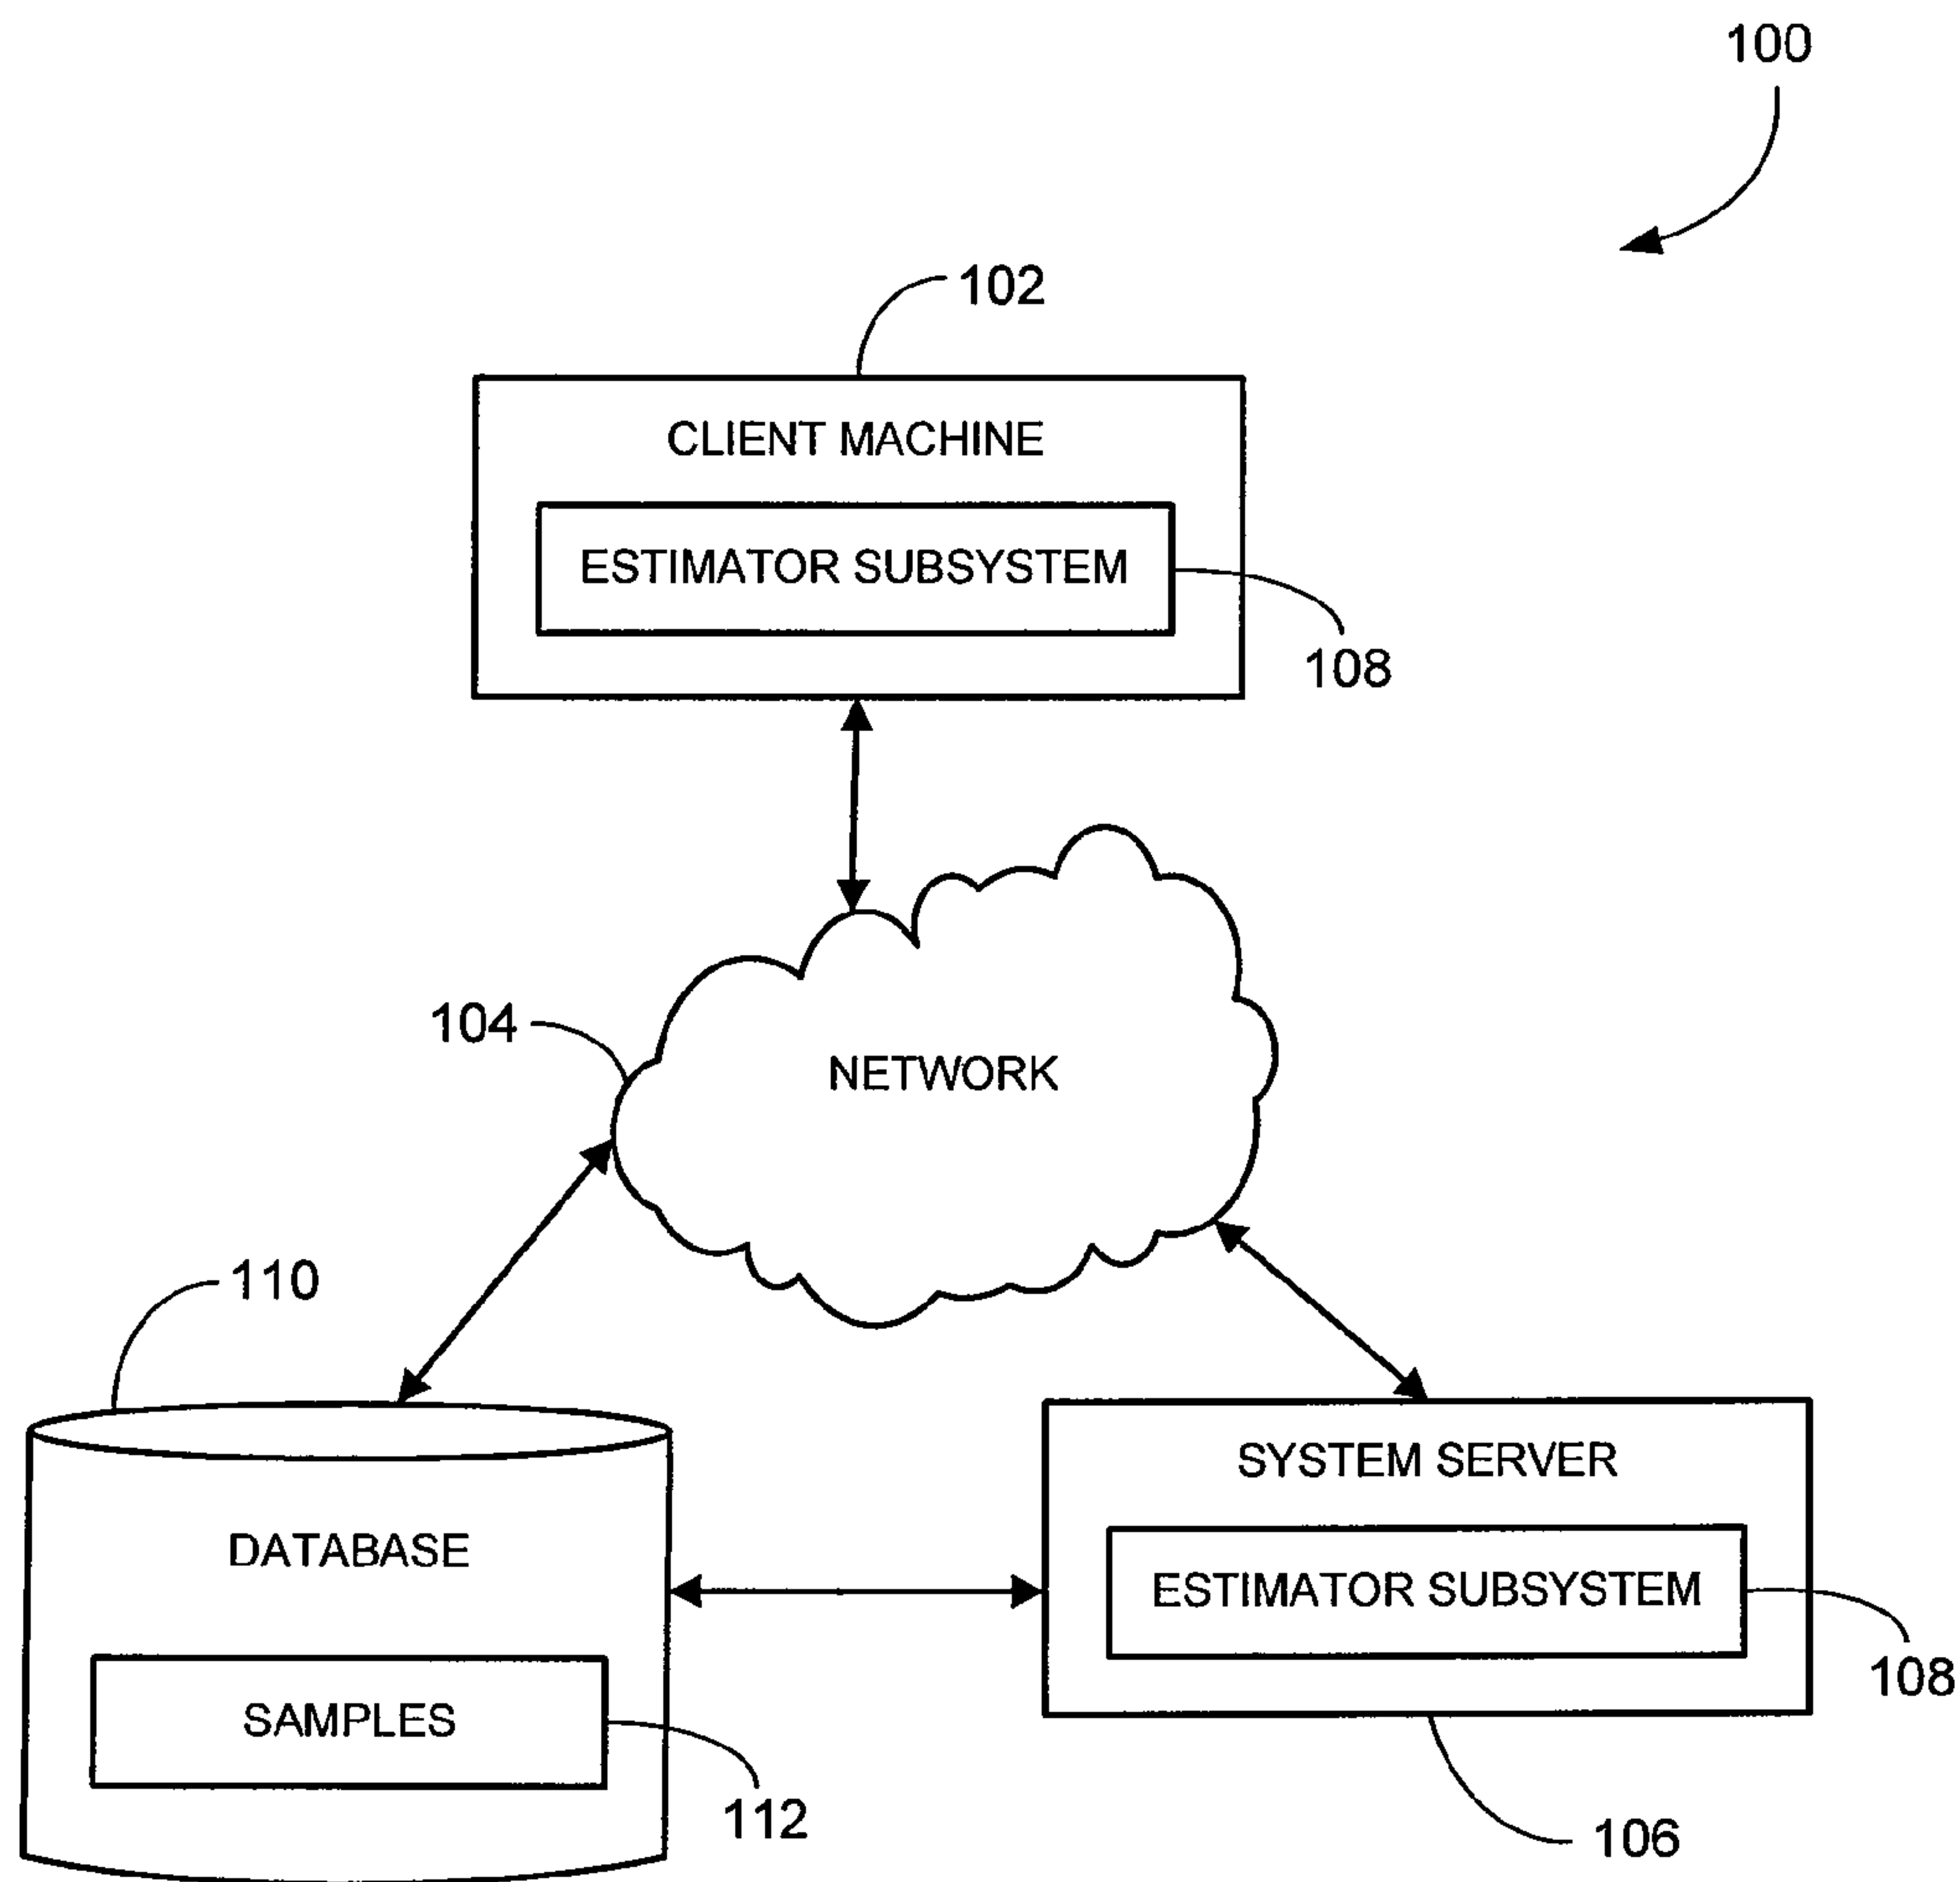 100
102
CLIENT MACHINE
ESTIMATOR SUBSYSTEM
108
104
NETWORK
110
DATABASE
SAMPLES
112
SYSTEM SERVER
ESTIMATOR SUBSYSTEM
108
106